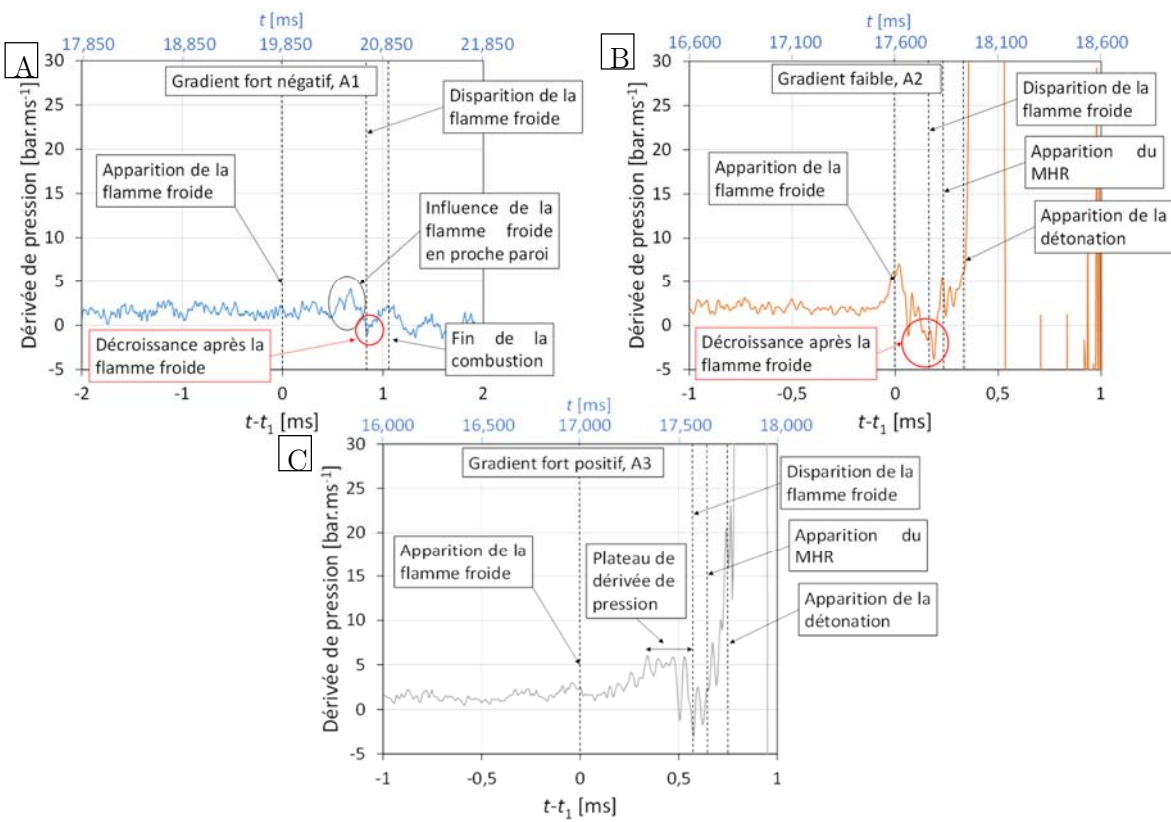 t [ms]
17,850 18,850 19,850 20,850 21,850
A
30
25
20
15
10
5
0
-5
Dérivée de pression [bar.ms-1]
Gradient fort négatif, A1
Disparition de la
flamme froide
Apparition de la
flamme froide
Influence de la
flamme froide
en proche paroi
Décroissance après la
flamme froide
Fin de la
combustion
-2 -1 0 1 2
t-t1 [ms]
t [ms]
16,600 17,100 17,600 18,100 18,600
B
30
25
20
15
10
5
0
-5
Dérivée de pression [bar.ms-1]
Gradient faible, A2
Disparition de la
flamme froide
Apparition du
MHR
Apparition de la
flamme froide
Apparition de la
détonation
Décroissance après la
flamme froide
-1 -0,5 0 0,5 1
t-t1 [ms]
t [ms]
16,000 16,500 17,000 17,500 18,000
C
30
25
20
15
10
5
0
-5
Dérivée de pression [bar.ms-1]
Gradient fort positif, A3
Disparition de la
flamme froide
Apparition du
MHR
Apparition de la
flamme froide
Plateau de
dérivée de
pression
Apparition de la
détonation
-1 -0,5 0 0,5 1
t-t1 [ms]